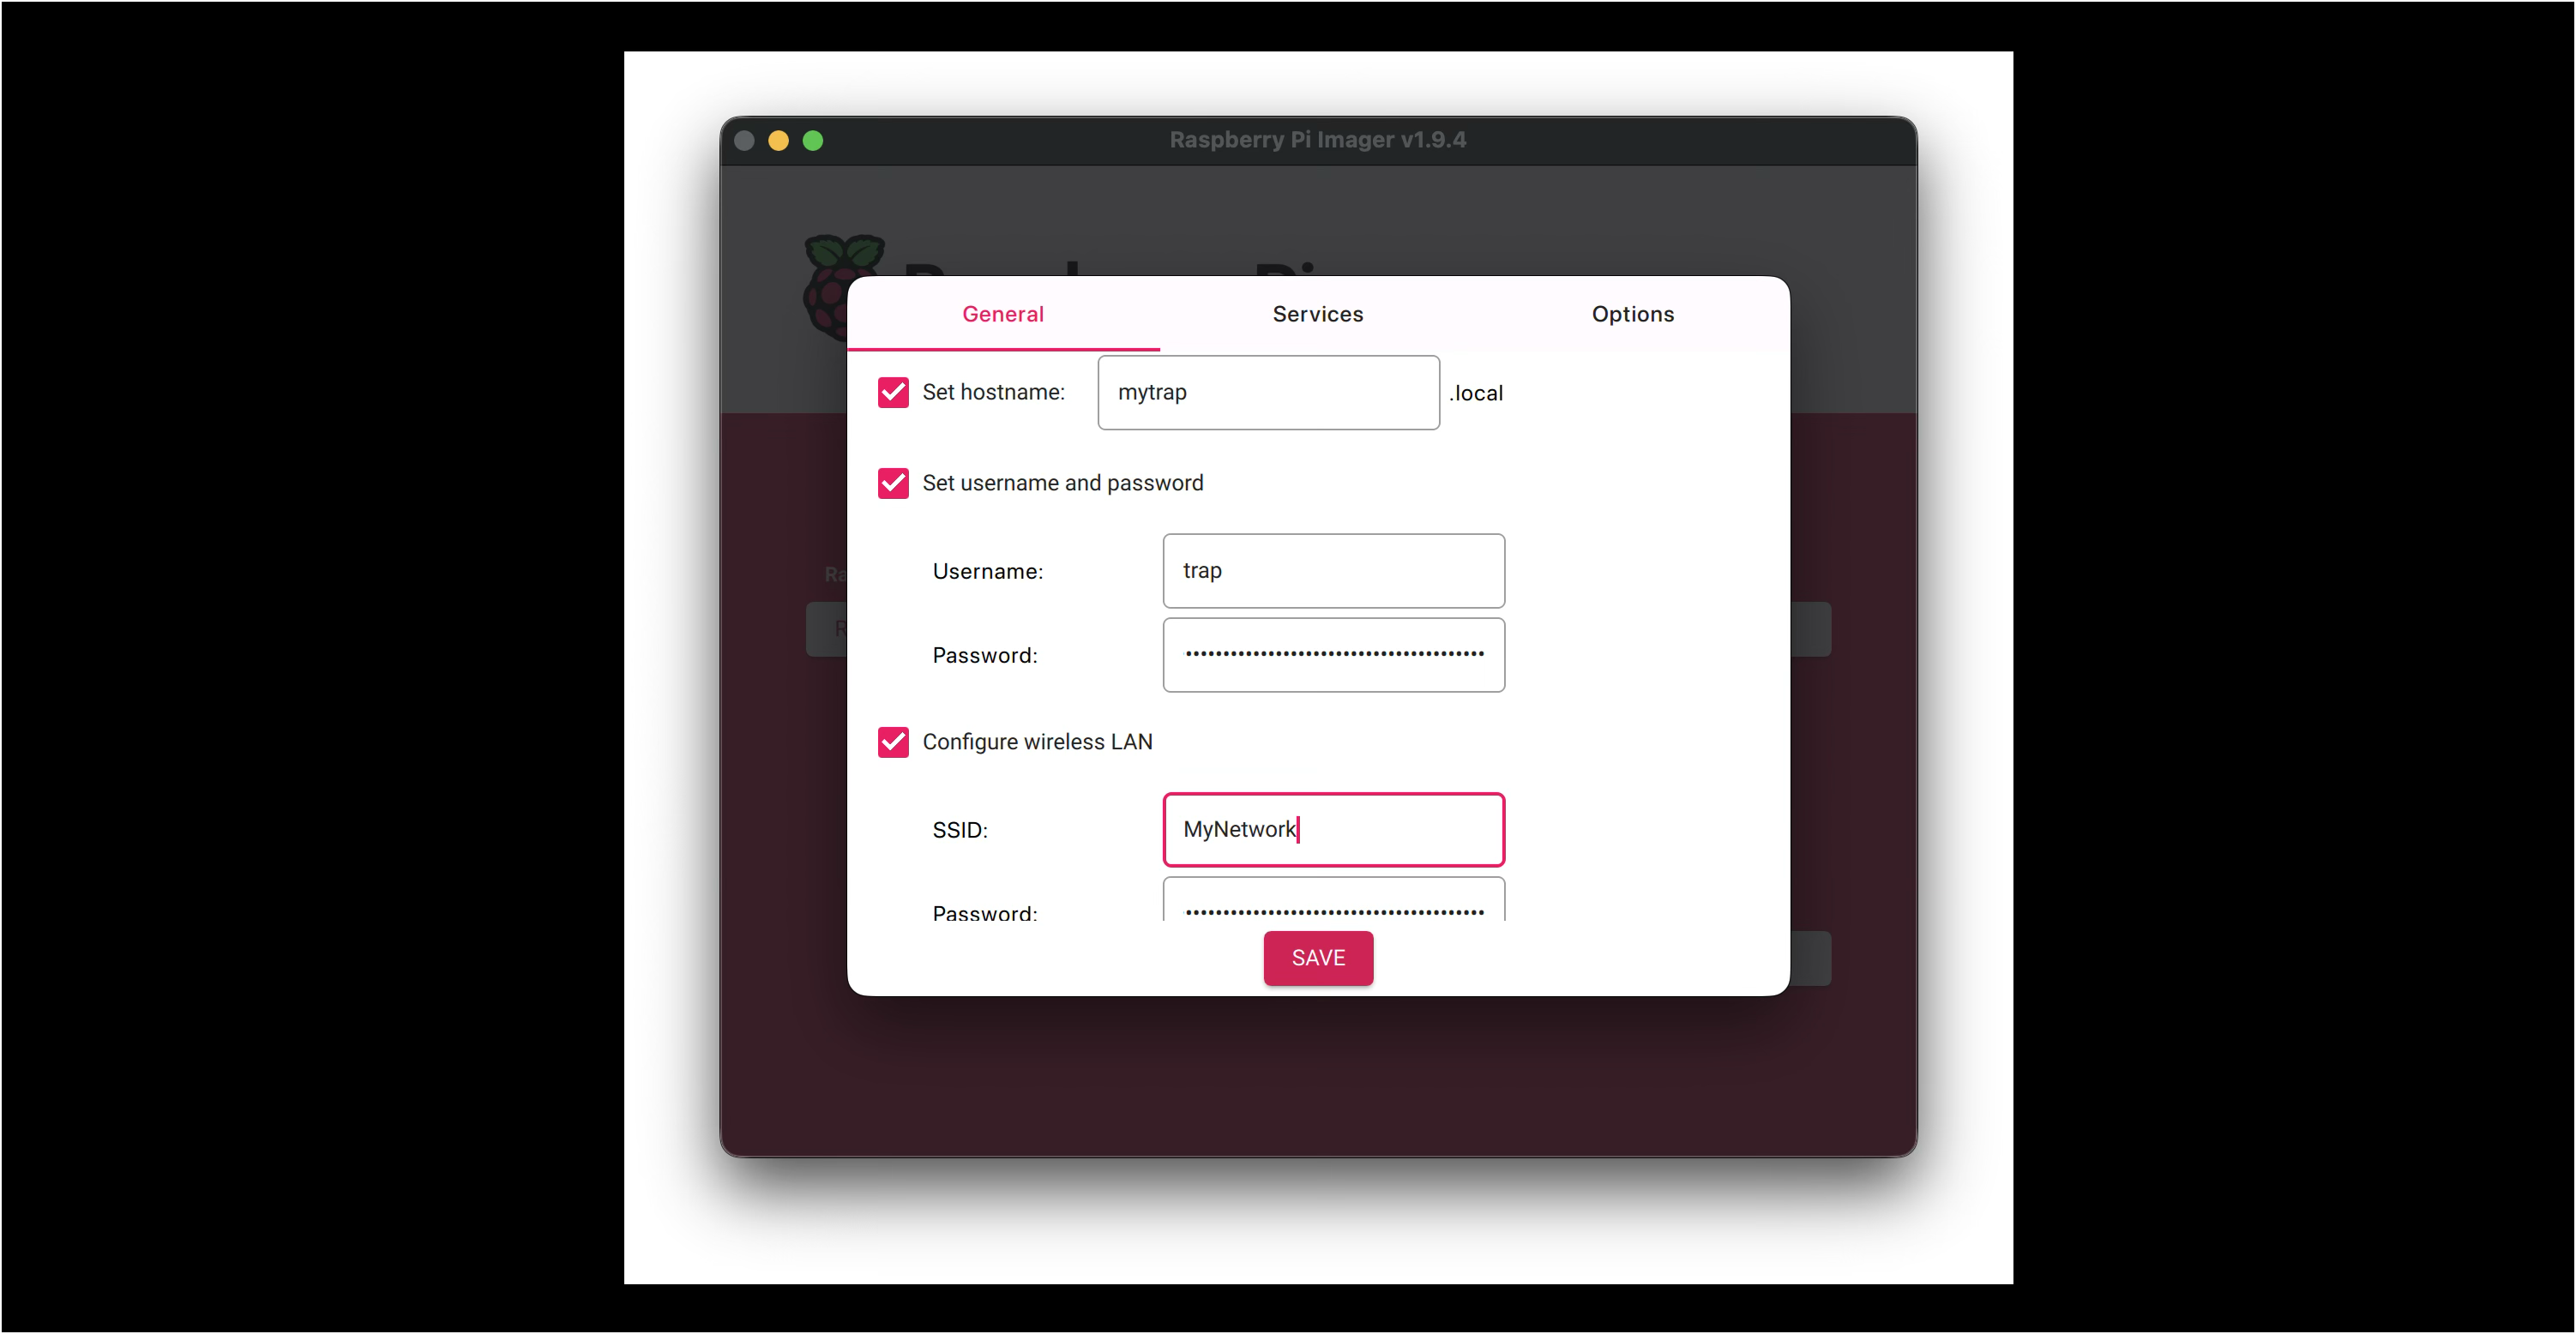 Raspberry Pi Imager v1.9.4
General Services Options
Set hostname: mytrap .local
Set username and password
Username: trap
Password: ••••••••••••••••••••••••••••••••••••••••
Configure wireless LAN
SSID: MyNetwork
Password: ••••••••••••••••••••••••••••••••••••••••
SAVE